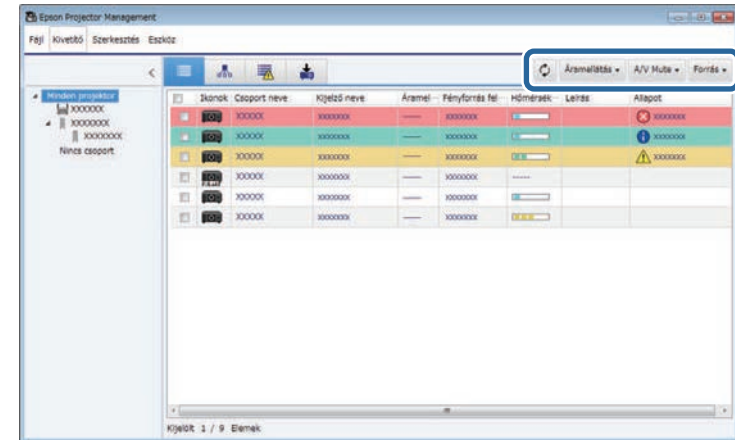 Epson Projector Management
Fájl Kivetítő Szerkesztés Eszköz
Áramellátás A/V Mute Forrás
Minden projektor
XXXXXXX
XXXXXXX
XXXXXXX
Nincs csoport
Ikonok Csoport neve Kijelző neve Áramel Fényforrás fel Hőmérsék Leírás Állapot
XXXXX XXXXXXX ---- XXXXXXX XXXXXXX
XXXXX XXXXXXX ---- XXXXXXX XXXXXXX
XXXXX XXXXXXX ---- XXXXXXX XXXXXXX
XXXXX XXXXXXX ---- XXXXXXX -----
XXXXX XXXXXXX ---- XXXXXXX
XXXXX XXXXXXX ---- XXXXXXX
Kijelölt 1 / 9 Elemek